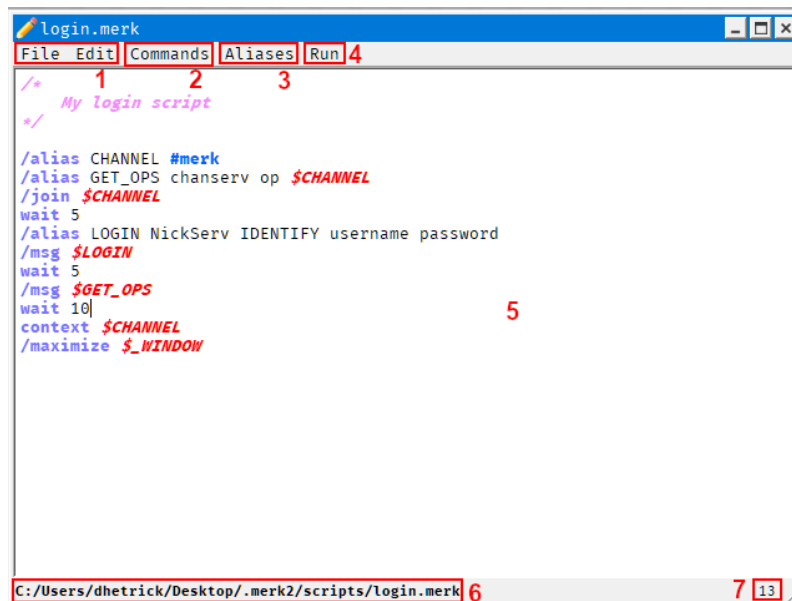 login.merk
File Edit Commands Aliases Run 4
1 2 3
/*
My login script
*/
/alias CHANNEL #merk
/alias GET_OPS chanserv op $CHANNEL
/join $CHANNEL
wait 5
/alias LOGIN NickServ IDENTIFY username password
/msg $LOGIN
wait 5
/msg $GET_OPS
wait 10
5
context $CHANNEL
/maximize $_WINDOW
C:/Users/dhetrick/Desktop/.merk2/scripts/login.merk 6 7 13